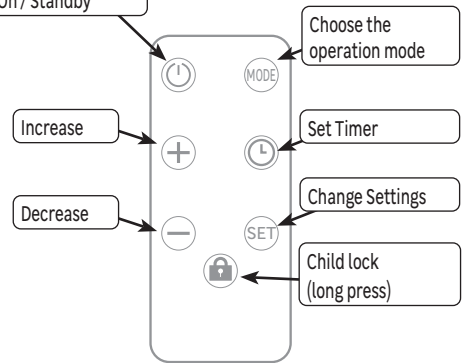 On / Standby
Choose the
operation mode
MODE
Increase
Set Timer
Decrease
Change Settings
SET
Child lock
(long press)